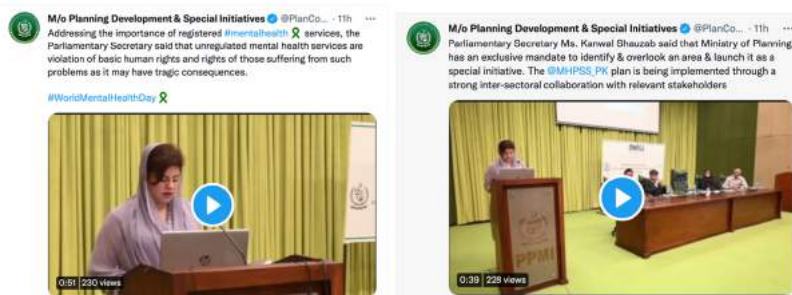 M/o Planning Development & Special Initiatives @PlanCo... · 11h
Addressing the importance of registered #mentalhealth services, the
Parliamentary Secretary said that unregulated mental health services are
violation of basic human rights and rights of those suffering from such
problems as it may have tragic consequences.
#WorldMentalHealthDay
0:51 230 views
M/o Planning Development & Special Initiatives @PlanCo... · 11h
Parliamentary Secretary Ms. Kanwal Shauzab said that Ministry of Planning
has an exclusive mandate to identify & overlook an area & launch it as a
special initiative. The @MHPSS_PK plan is being implemented through a
strong inter-sectoral collaboration with relevant stakeholders
PPMI
0:39 228 views